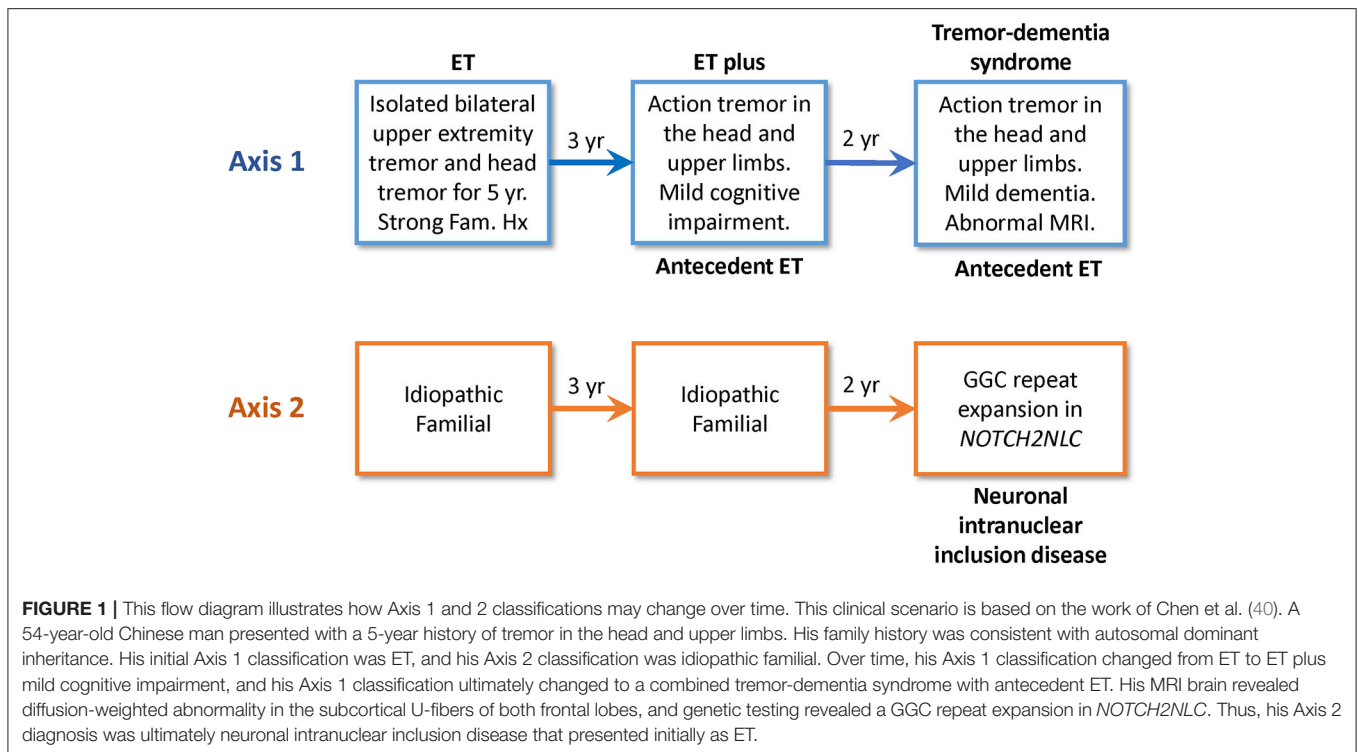 ET
ET plus
Tremor-dementia
syndrome
Axis 1
Isolated bilateral
upper extremity
tremor and head
tremor for 5 yr.
Strong Fam. Hx
3 yr
Action tremor in
the head and
upper limbs.
Mild cognitive
impairment.
2 yr
Action tremor in
the head and
upper limbs.
Mild dementia.
Abnormal MRI.
Antecedent ET
Antecedent ET
Axis 2
Idiopathic
Familial
3 yr
Idiopathic
Familial
2 yr
GGC repeat
expansion in
NOTCH2NLC
Neuronal
intranuclear
inclusion disease
FIGURE 1 | This flow diagram illustrates how Axis 1 and 2 classifications may change over time. This clinical scenario is based on the work of Chen et al. (40). A
54-year-old Chinese man presented with a 5-year history of tremor in the head and upper limbs. His family history was consistent with autosomal dominant
inheritance. His initial Axis 1 classification was ET, and his Axis 2 classification was idiopathic familial. Over time, his Axis 1 classification changed from ET to ET plus
mild cognitive impairment, and his Axis 1 classification ultimately changed to a combined tremor-dementia syndrome with antecedent ET. His MRI brain revealed
diffusion-weighted abnormality in the subcortical U-fibers of both frontal lobes, and genetic testing revealed a GGC repeat expansion in NOTCH2NLC. Thus, his Axis 2
diagnosis was ultimately neuronal intranuclear inclusion disease that presented initially as ET.